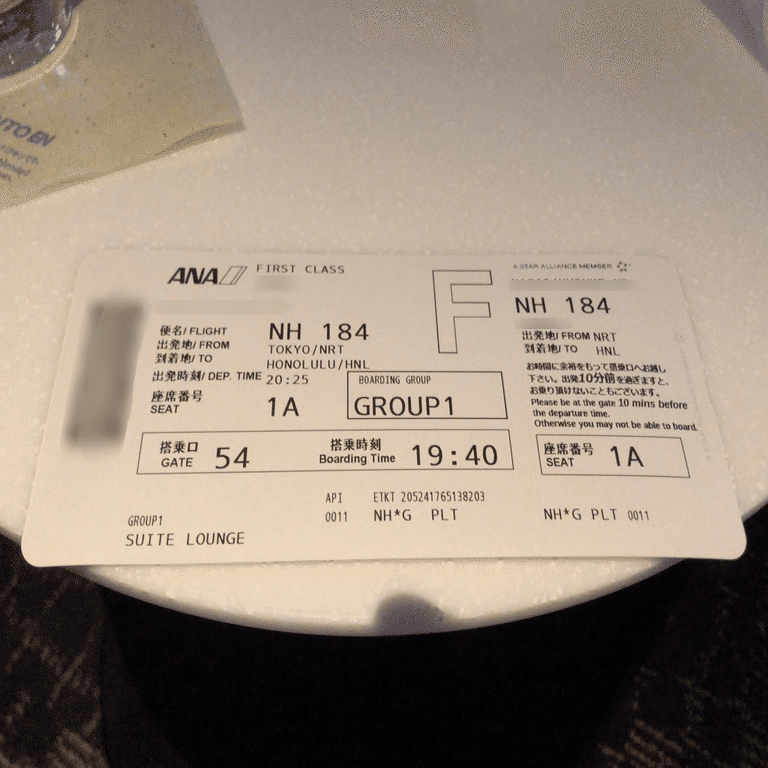 ITO EN
ANA
FIRST CLASS
F
A STAR ALLIANCE MEMBER
便名/ FLIGHT NH 184
出発地/ FROM TOKYO/NRT
到着地/ TO HONOLULU/HNL
出発時刻/ DEP. TIME 20:25
座席番号
SEAT 1A
BOARDING GROUP
GROUP1
搭乗口
GATE 54
搭乗時刻
Boarding Time 19:40
API ETKT 205241765138203
0011 NH*G PLT
GROUP1
SUITE LOUNGE
NH 184
出発地/ FROM NRT
到着地/ TO HNL
お時間に余裕をもって搭乗口へお越し
下さい。出発10分前を過ぎますと、
お乗り頂けないこともございます。
Please be at the gate 10 mins before
the departure time.
Otherwise you may not be able to board.
座席番号
SEAT 1A
NH*G PLT 0011